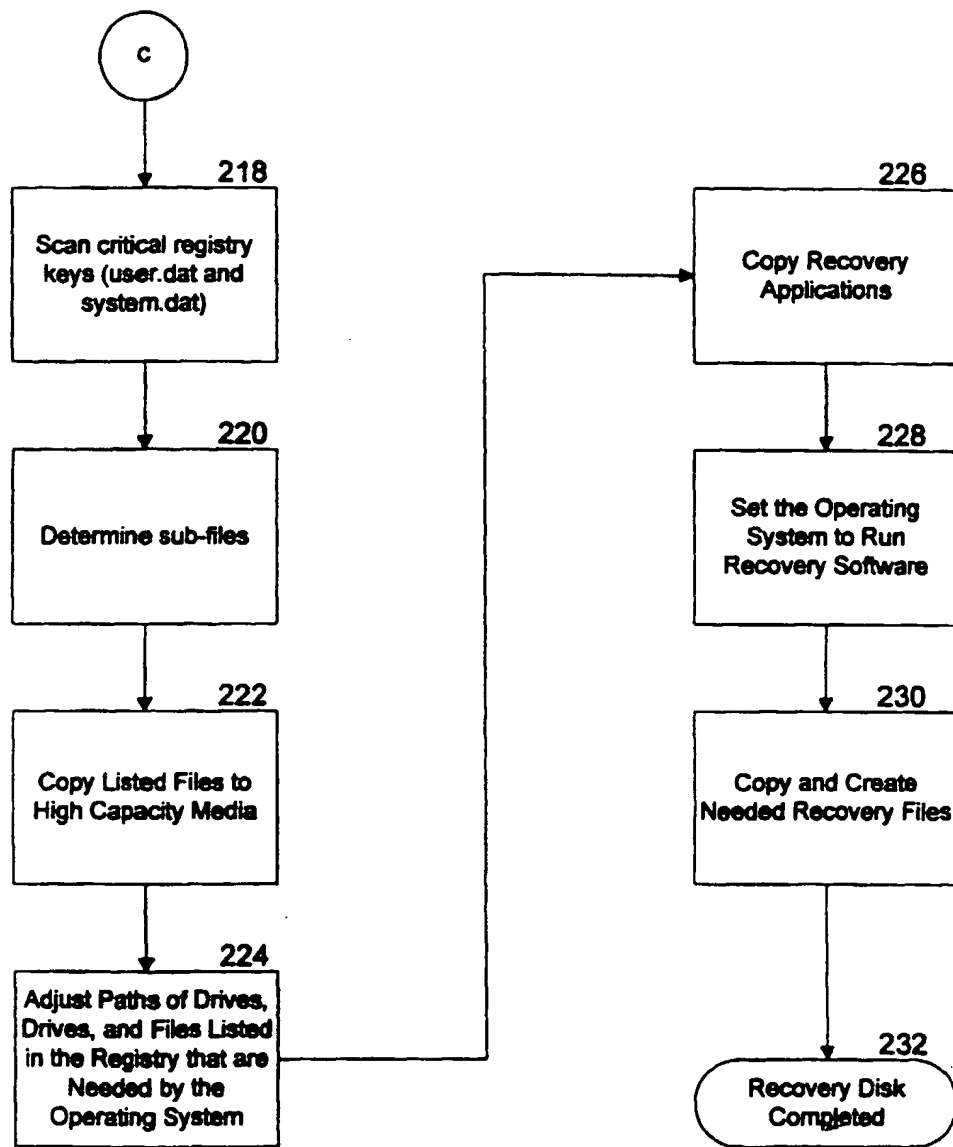 C
218
Scan critical registry
keys (user.dat and
system.dat)
220
Determine sub-files
222
Copy Listed Files to
High Capacity Media
224
Adjust Paths of Drives,
Drives, and Files Listed
in the Registry that are
Needed by the
Operating System
226
Copy Recovery
Applications
228
Set the Operating
System to Run
Recovery Software
230
Copy and Create
Needed Recovery Files
232
Recovery Disk
Completed